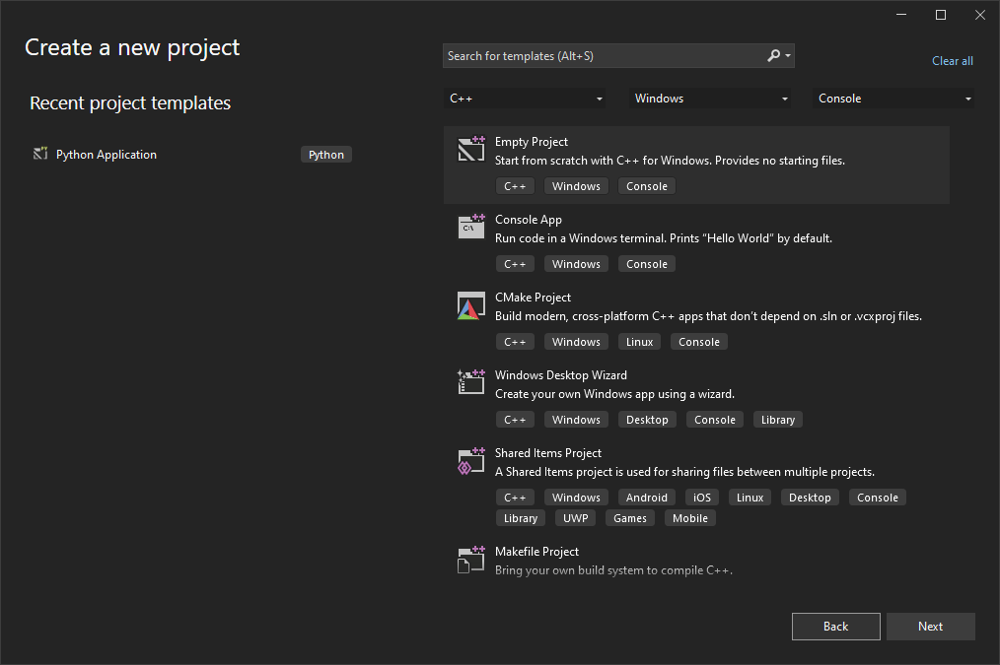 Create a new project
Search for templates (Alt+S)
Clear all
Recent project templates
C++
Windows
Console
Python Application
Python
Empty Project
Start from scratch with C++ for Windows. Provides no starting files.
C++ Windows Console
Console App
C:\
Run code in a Windows terminal. Prints "Hello World" by default.
C++ Windows Console
CMake Project
Build modern, cross-platform C++ apps that don't depend on .sln or .vcxproj files.
C++ Windows Linux Console
Windows Desktop Wizard
Create your own Windows app using a wizard.
C++ Windows Desktop Console Library
Shared Items Project
A Shared Items project is used for sharing files between multiple projects.
C++ Windows Android iOS Linux Desktop Console
Library UWP Games Mobile
Makefile Project
Bring your own build system to compile C++.
Back
Next